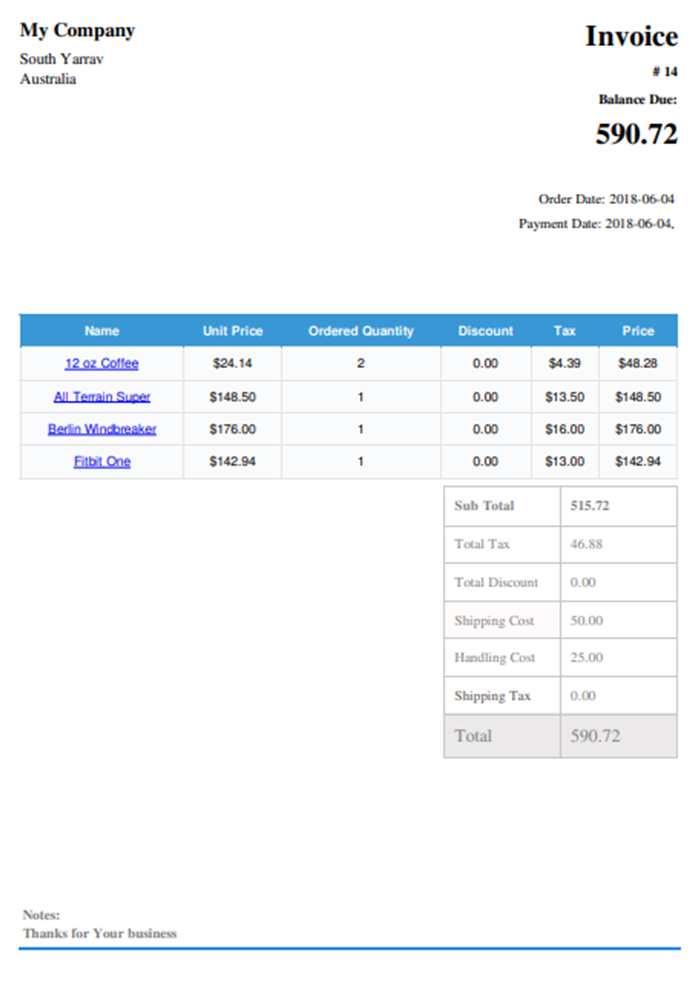 My Company
South Yarrav
Australia
Invoice
# 14
Balance Due:
590.72
Order Date: 2018-06-04
Payment Date: 2018-06-04,
Name Unit Price Ordered Quantity Discount Tax Price
12 oz Coffee $24.14 2 0.00 $4.39 $48.28
All Terrain Super $148.50 1 0.00 $13.50 $148.50
Berlin Windbreaker $176.00 1 0.00 $16.00 $176.00
Fitbit One $142.94 1 0.00 $13.00 $142.94
Sub Total 515.72
Total Tax 46.88
Total Discount 0.00
Shipping Cost 50.00
Handling Cost 25.00
Shipping Tax 0.00
Total 590.72
Notes:
Thanks for Your business